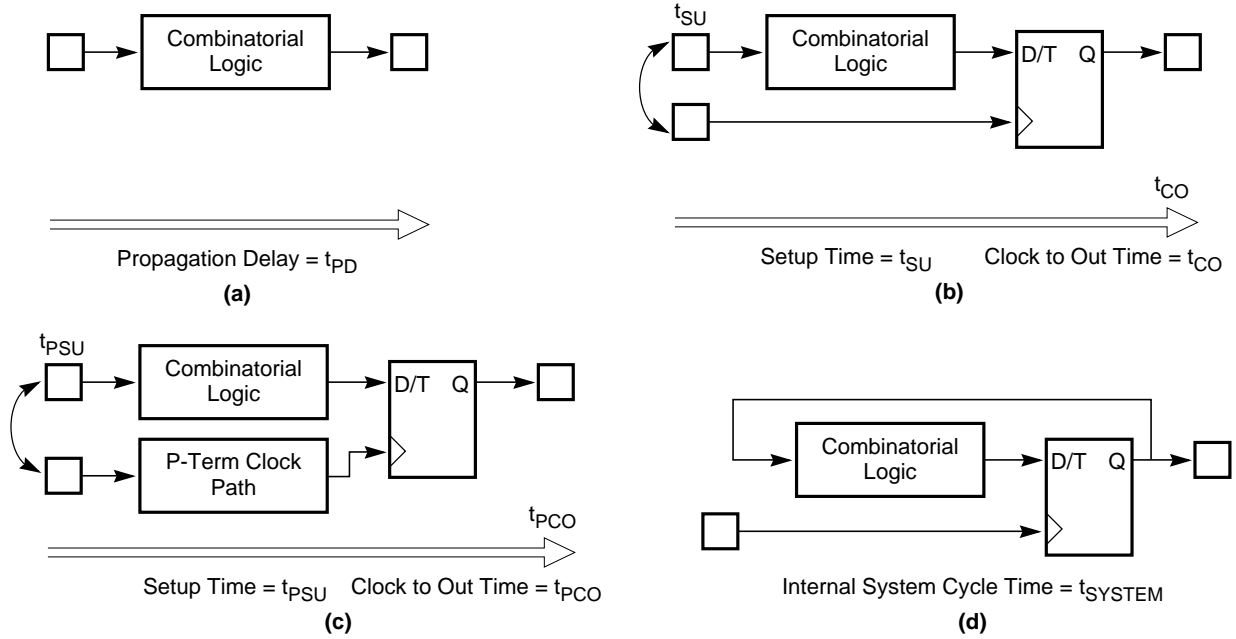 Combinatorial
Logic
Propagation Delay = tPD
(a)
tSU
Combinatorial
Logic
D/T Q
tCO
Setup Time = tSU Clock to Out Time = tCO
(b)
tPSU
Combinatorial
Logic
D/T Q
P-Term Clock
Path
tPCO
Setup Time = tPSU Clock to Out Time = tPCO
(c)
Combinatorial
Logic
D/T Q
Internal System Cycle Time = tSYSTEM
(d)